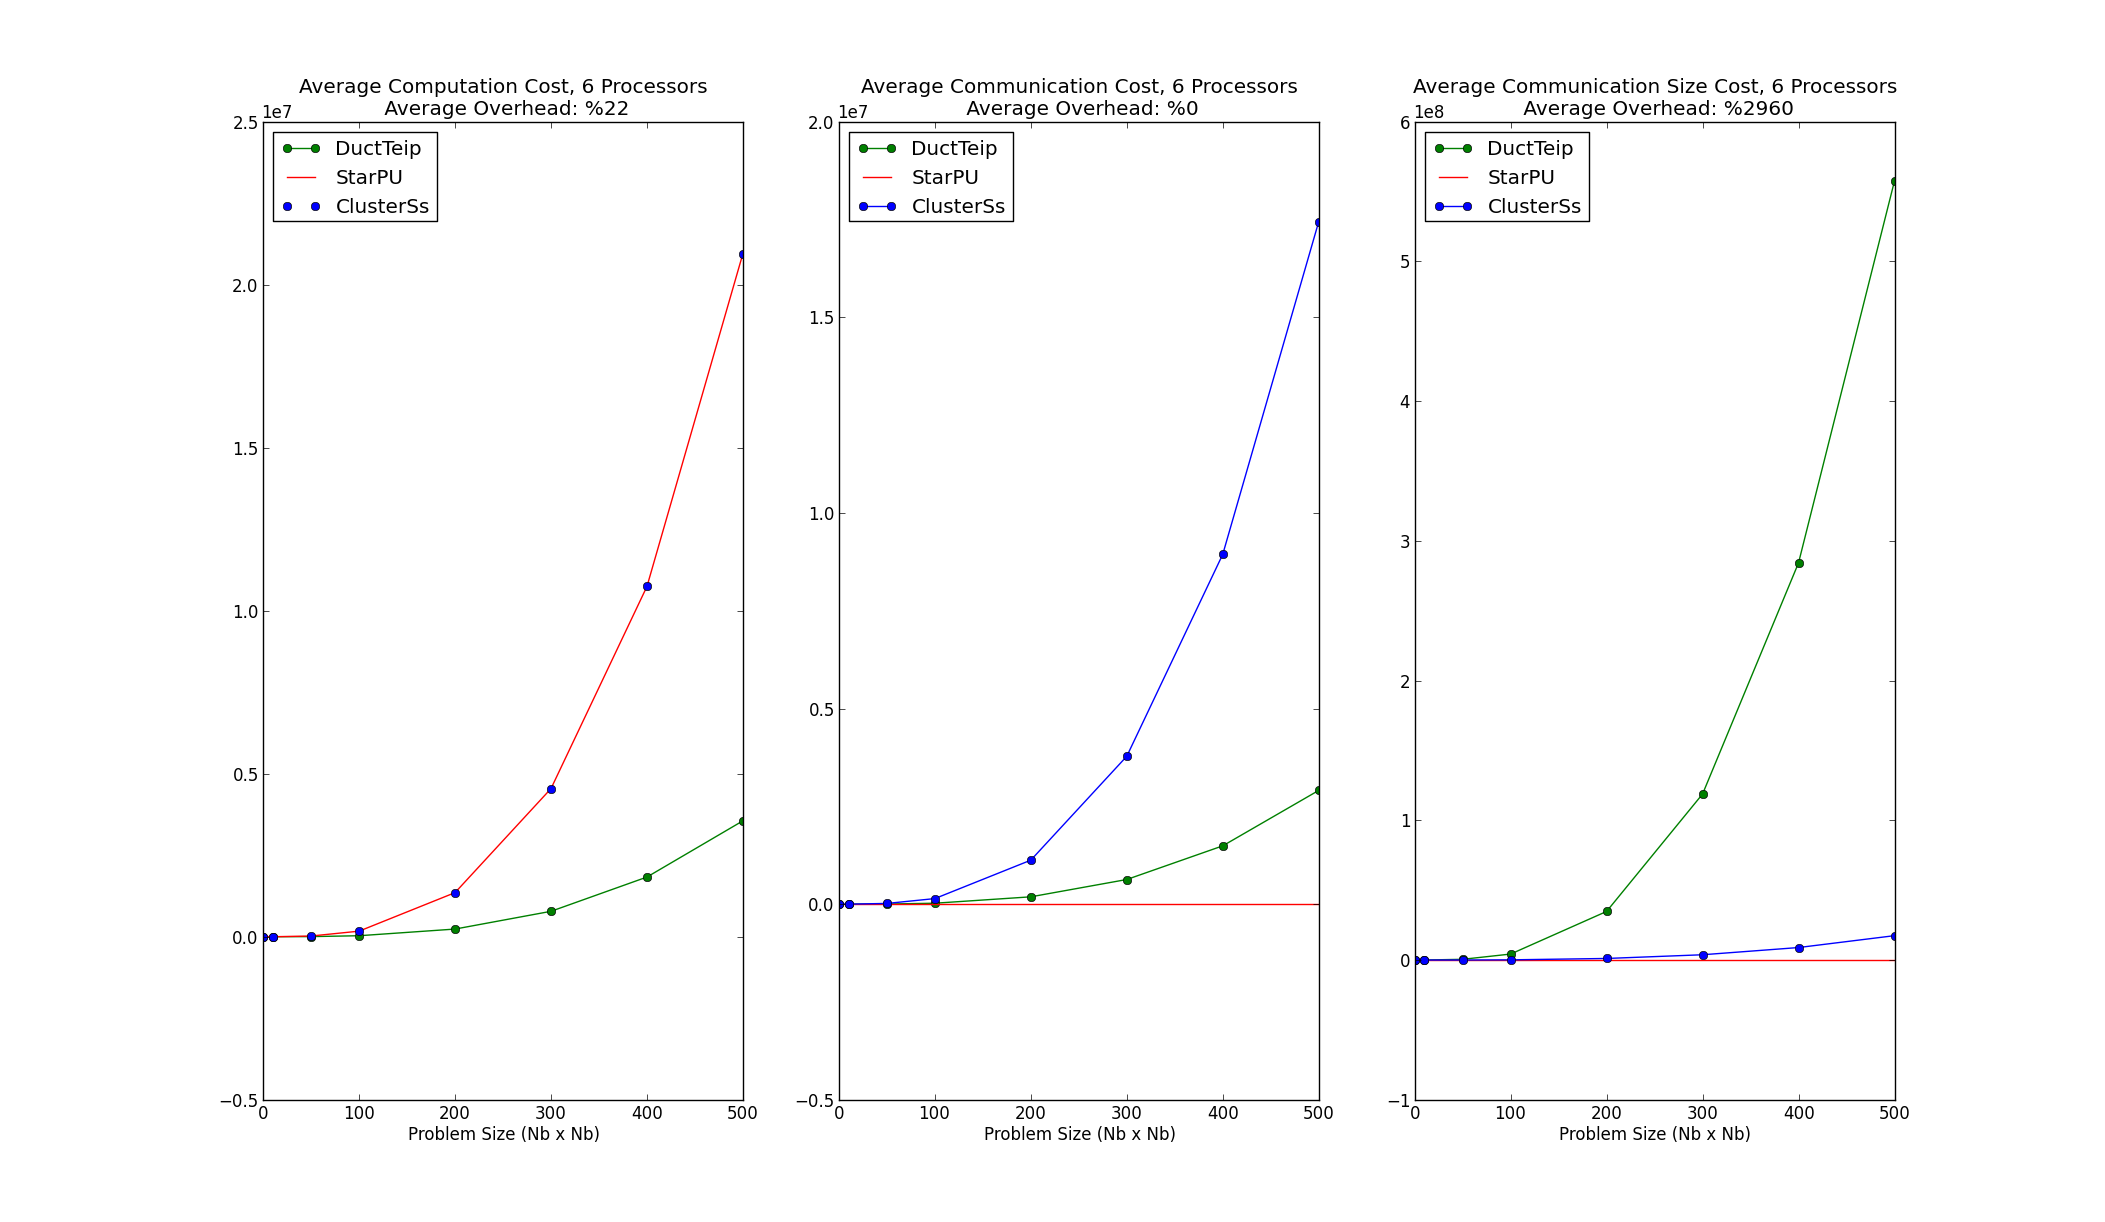 Average Computation Cost, 6 Processors
Average Overhead: %22
1e7
2.5
2.0
1.5
1.0
0.5
0.0
−0.5
DuctTeip
StarPU
ClusterSs
0 100 200 300 400 500
Problem Size (Nb x Nb)
Average Communication Cost, 6 Processors
Average Overhead: %0
1e7
2.0
1.5
1.0
0.5
0.0
−0.5
DuctTeip
StarPU
ClusterSs
0 100 200 300 400 500
Problem Size (Nb x Nb)
Average Communication Size Cost, 6 Processors
Average Overhead: %2960
1e8
6
5
4
3
2
1
0
−1
DuctTeip
StarPU
ClusterSs
0 100 200 300 400 500
Problem Size (Nb x Nb)